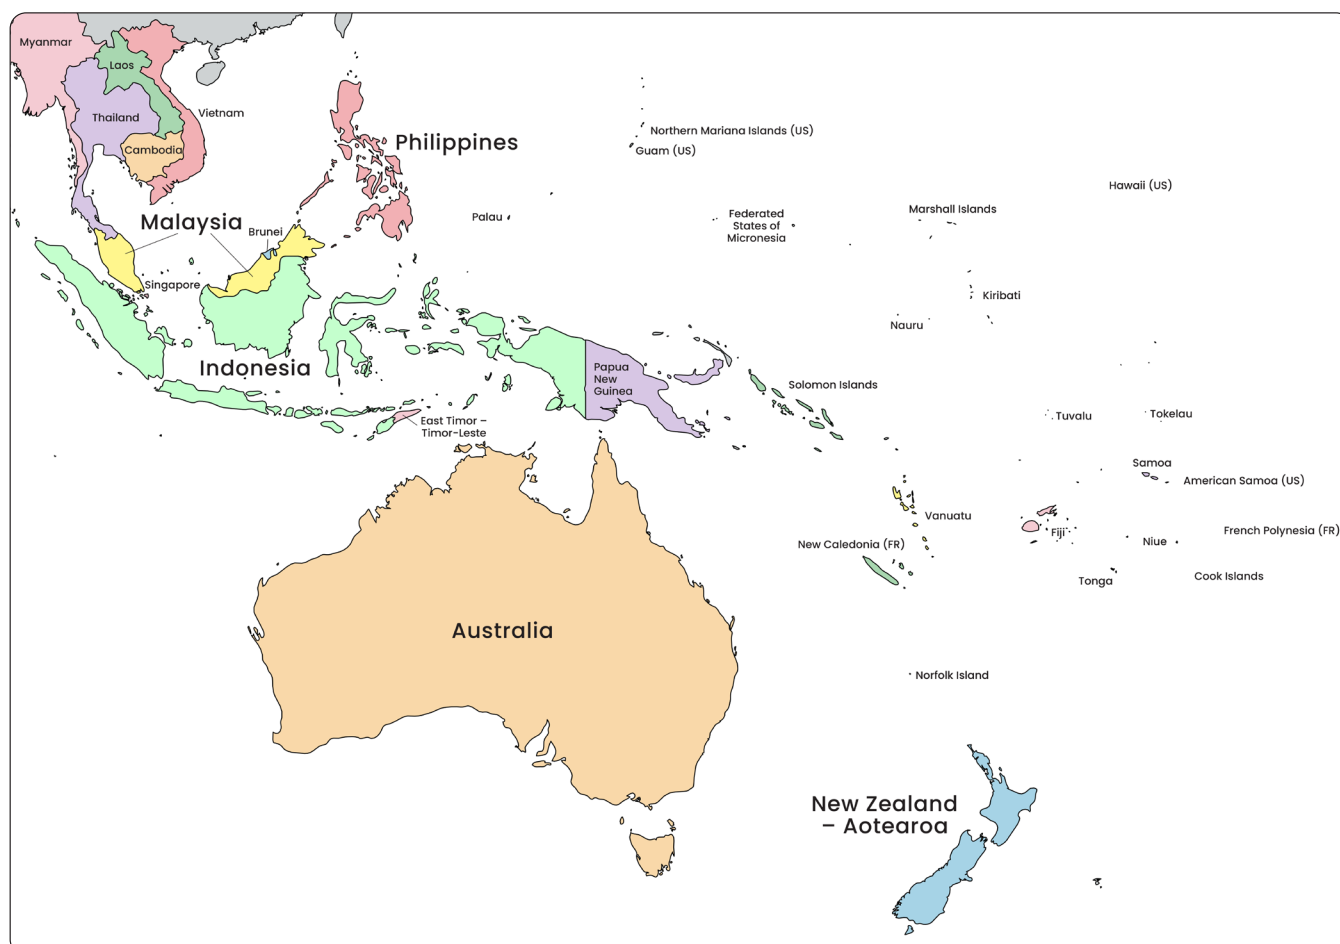 Myanmar
Laos
Vietnam
Thailand
Cambodia
Philippines
Northern Mariana Islands (US)
Guam (US)
Hawaii (US)
Malaysia
Brunei
Palau
Federated
States of
Micronesia
Marshall Islands
Singapore
Kiribati
Nauru
Indonesia
Papua
New
Guinea
Solomon Islands
East Timor –
Timor-Leste
Tuvalu
Tokelau
Samoa
American Samoa (US)
Vanuatu
Fiji
French Polynesia (FR)
New Caledonia (FR)
Niue
Tonga
Cook Islands
Australia
Norfolk Island
New Zealand
– Aotearoa